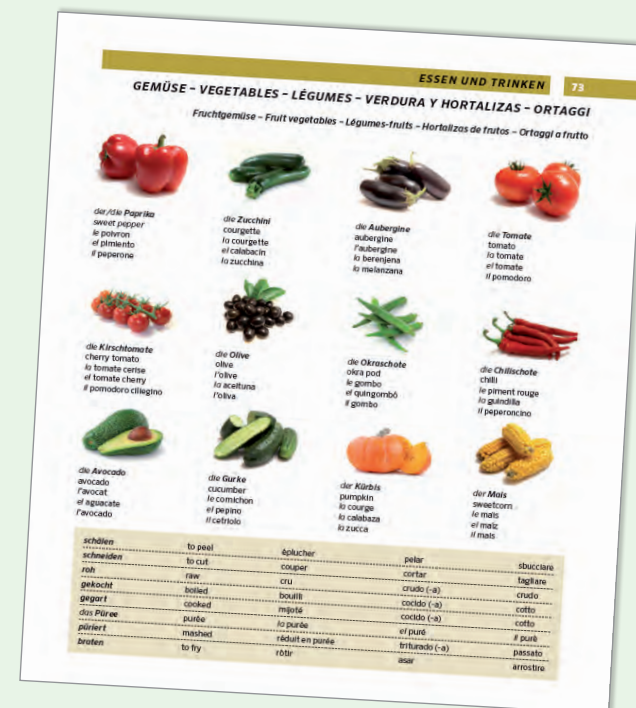 ESSEN UND TRINKEN 73
GEMÜSE – VEGETABLES – LÉGUMES – VERDURA Y HORTALIZAS – ORTAGGI
Fruchtgemüse – Fruit vegetables – Légumes-fruits – Hortalizas de frutos – Ortaggi a frutto
der/die Paprika
sweet pepper
le poivron
el pimiento
il peperone
die Zucchini
courgette
la courgette
el calabacín
lo zucchina
die Aubergine
aubergine
l'aubergine
la berenjena
la melanzana
die Tomate
tomato
la tomate
el tomate
il pomodoro
die Kirschtomate
cherry tomato
la tomate cerise
el tomate cherry
il pomodoro ciliegino
die Olive
olive
l'olive
la aceituna
l'oliva
die Okraschote
okra pod
le gombo
el quingombó
il gombo
die Chilischote
chilli
le piment rouge
la guindilla
il peperoncino
die Avocado
avocado
l'avocat
el aguacate
l'avocado
die Gurke
cucumber
le cornichon
el pepino
il cetriolo
der Kürbis
pumpkin
la courge
la calabaza
la zucca
der Mais
sweetcorn
le maïs
el maíz
il mais
schälen to peel éplucher pelar sbucciare
schneiden to cut couper cortar tagliare
roh raw cru crudo (-a) crudo
gekocht boiled bouilli cocido (-a) cotto
gegart cooked mijoté cocido (-a) cotto
das Püree purée la purée el puré il purè
püriert mashed réduit en purée triturado (-a) passato
braten to fry rôtir asar arrostire